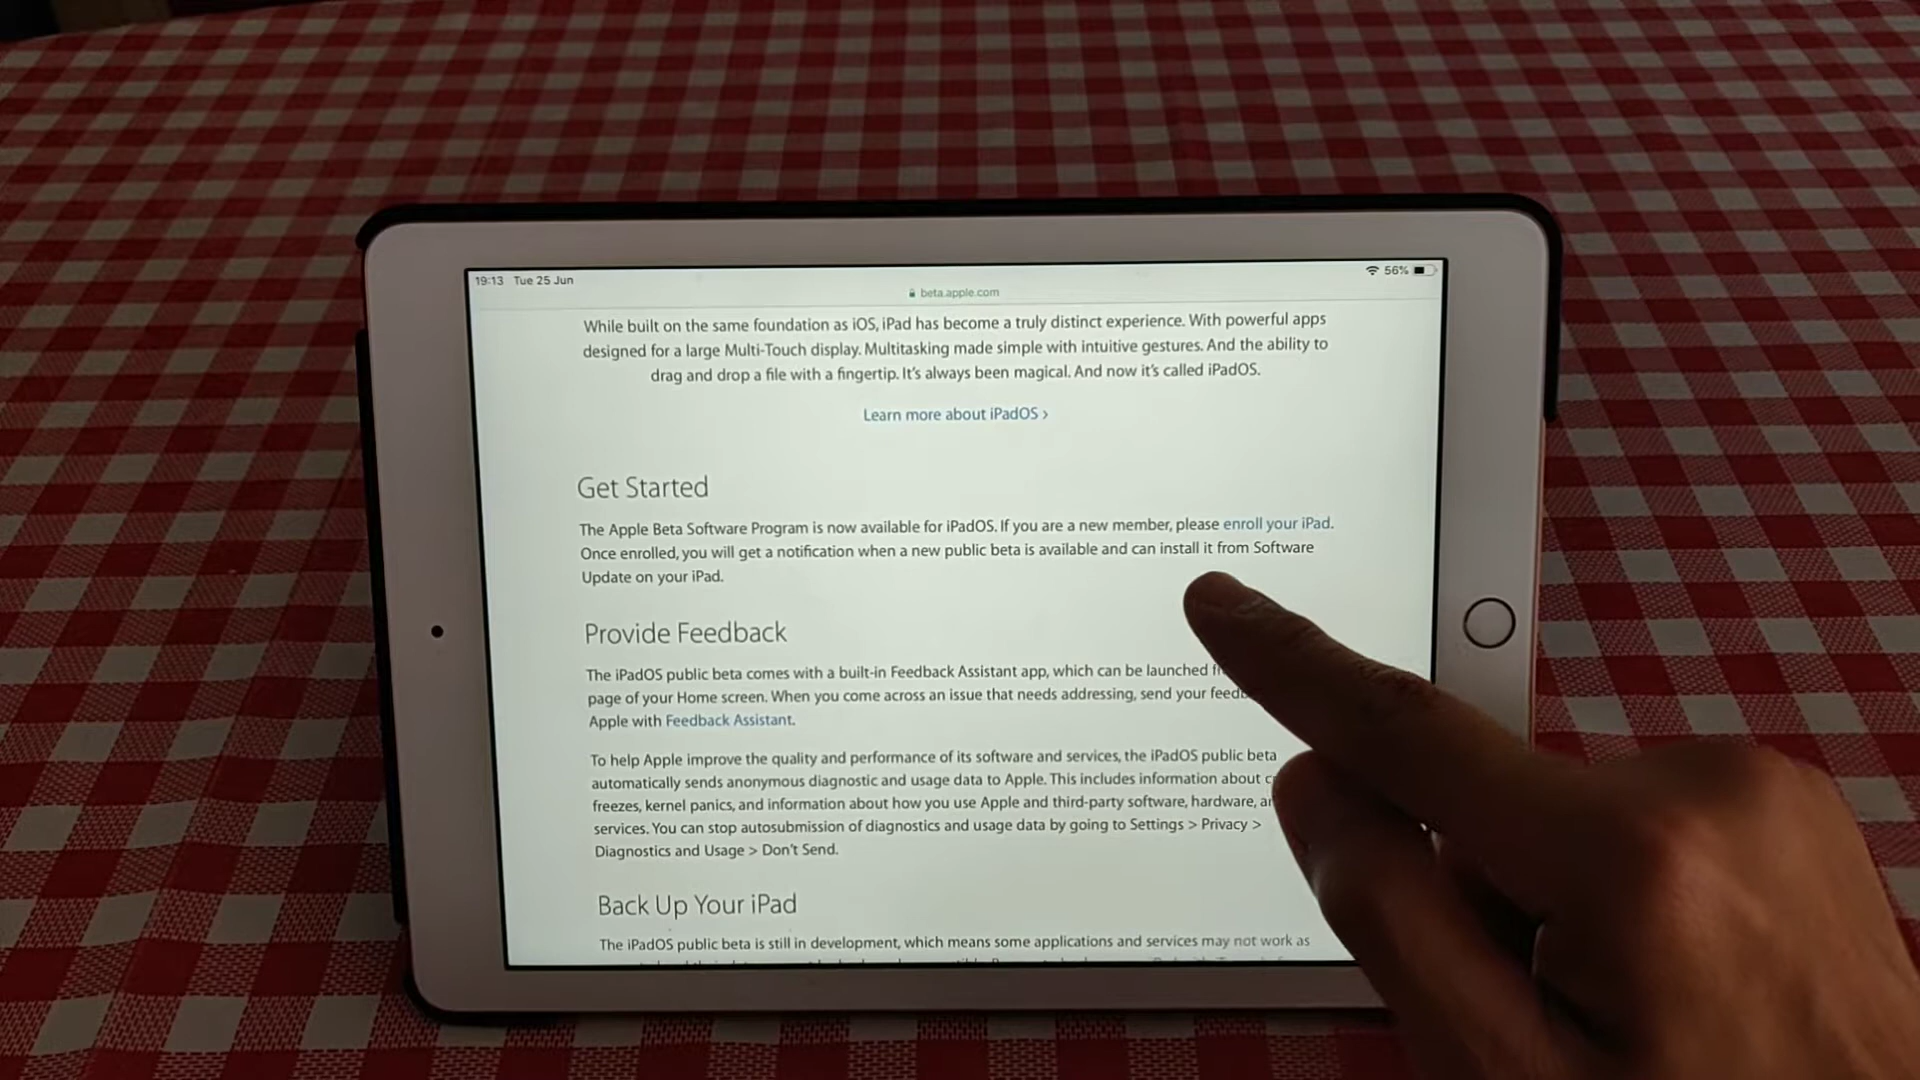 19:13 Tue 25 Jun
56%
beta.apple.com
While built on the same foundation as iOS, iPad has become a truly distinct experience. With powerful apps
designed for a large Multi-Touch display. Multitasking made simple with intuitive gestures. And the ability to
drag and drop a file with a fingertip. It's always been magical. And now it's called iPadOS.
Learn more about iPadOS ›
Get Started
The Apple Beta Software Program is now available for iPadOS. If you are a new member, please enroll your iPad.
Once enrolled, you will get a notification when a new public beta is available and can install it from Software
Update on your iPad.
Provide Feedback
The iPadOS public beta comes with a built-in Feedback Assistant app, which can be launched
page of your Home screen. When you come across an issue that needs addressing, send your
Apple with Feedback Assistant.
To help Apple improve the quality and performance of its software and services, the iPadOS public beta
automatically sends anonymous diagnostic and usage data to Apple. This includes information about
freezes, kernel panics, and information about how you use Apple and third-party software, hardware,
services. You can stop autosubmission of diagnostics and usage data by going to Settings > Privacy >
Diagnostics and Usage > Don't Send.
Back Up Your iPad
The iPadOS public beta is still in development, which means some applications and services may not work as